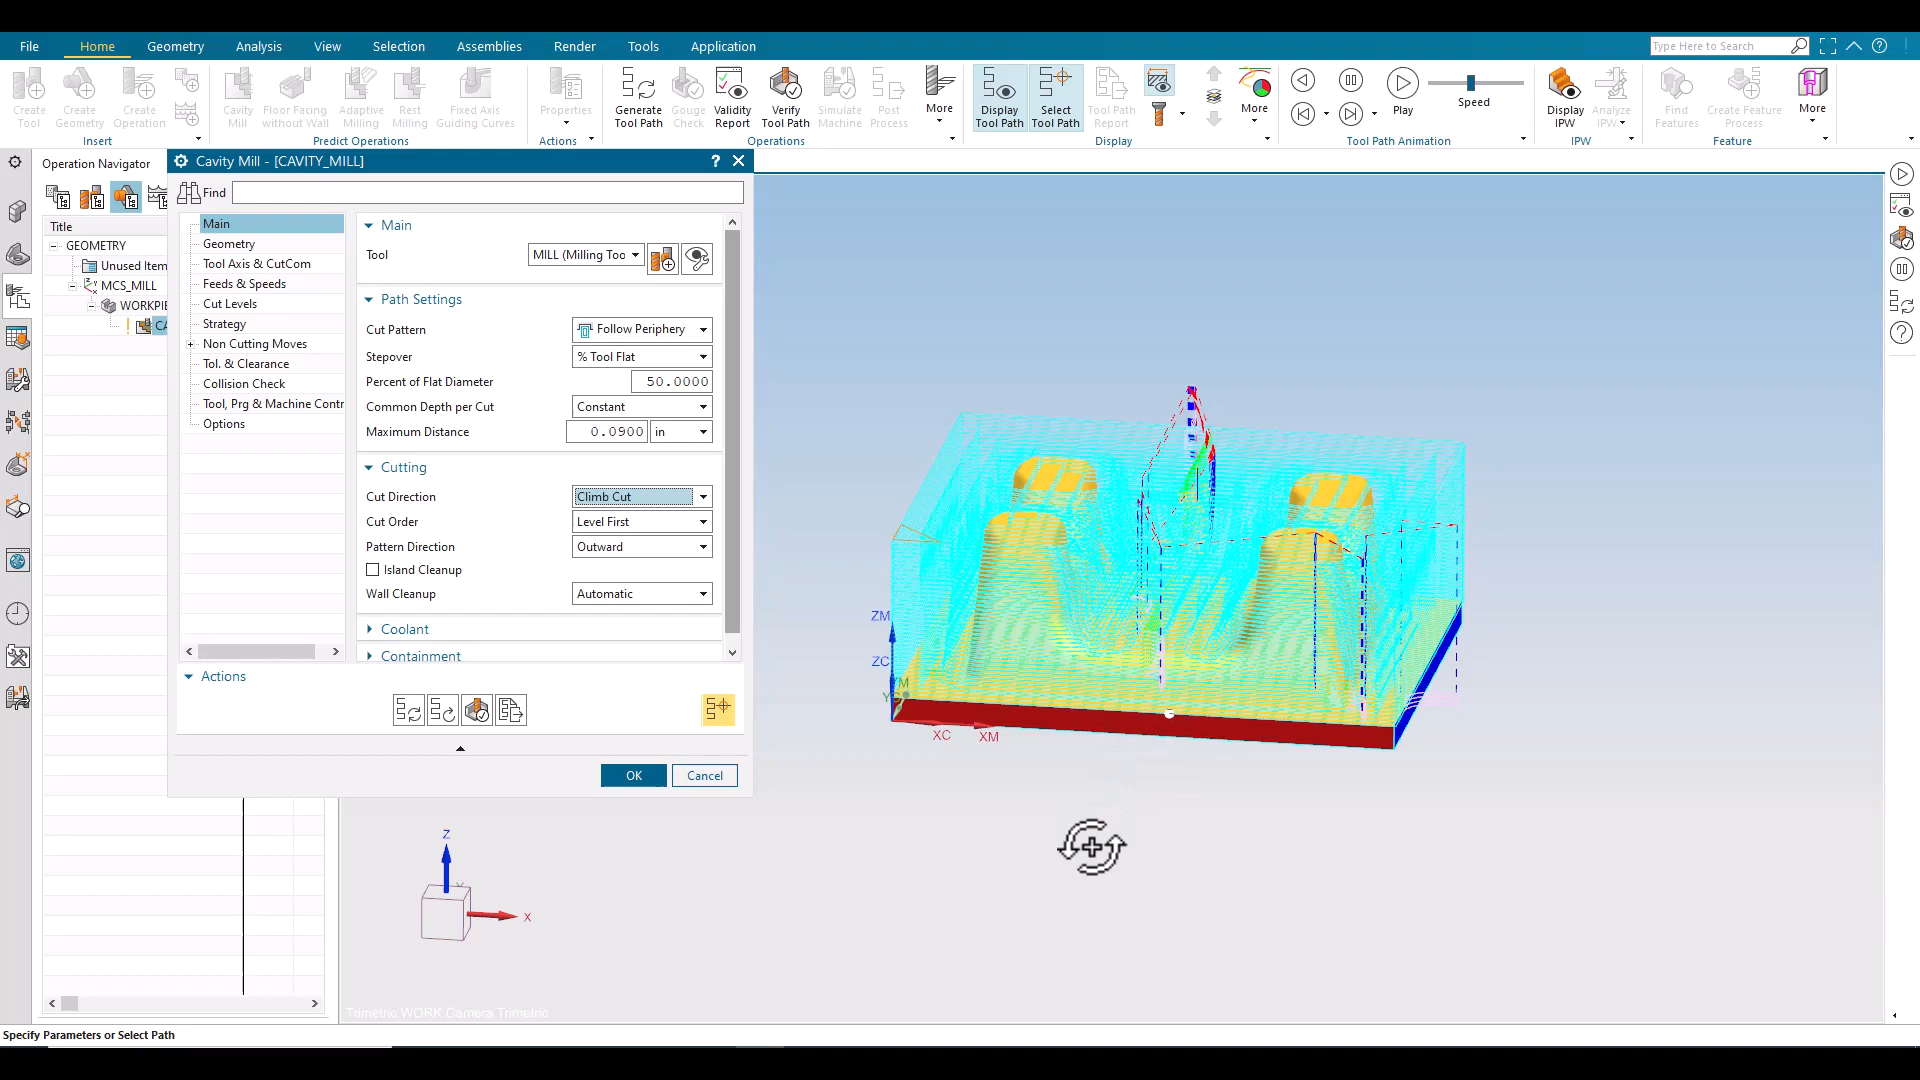 File Home Geometry Analysis View Selection Assemblies Render Tools Application Type Here to Search
Create Tool Create Geometry Create Operation Cavity Mill Floor Facing without Wall Adaptive Milling Rest Milling Fixed Axis Guiding Curves Properties Generate Tool Path Gouge Check Validity Report Verify Tool Path Simulate Machine Post Process More Display Tool Path Select Tool Path Tool Path Report More Play Speed Display IPW Analyze IPW Find Features Create Feature Process More
Insert Predict Operations Actions Operations Display Tool Path Animation IPW Feature
Operation Navigator
Title
GEOMETRY
Unused Item
MCS_MILL
WORKPIE
CA
Cavity Mill - [CAVITY_MILL]
Find
Main
Geometry
Tool Axis & CutCom
Feeds & Speeds
Cut Levels
Strategy
Non Cutting Moves
Tol. & Clearance
Collision Check
Tool, Prg & Machine Contr
Options
Main
Tool MILL (Milling Too
Path Settings
Cut Pattern Follow Periphery
Stepover % Tool Flat
Percent of Flat Diameter 50.0000
Common Depth per Cut Constant
Maximum Distance 0.0900 in
Cutting
Cut Direction Climb Cut
Cut Order Level First
Pattern Direction Outward
Island Cleanup
Wall Cleanup Automatic
Coolant
Containment
Actions
OK Cancel
ZM
ZC
YM
XC XM
Z
X
Trimetric WORK Camera Trimetric
Specify Parameters or Select Path